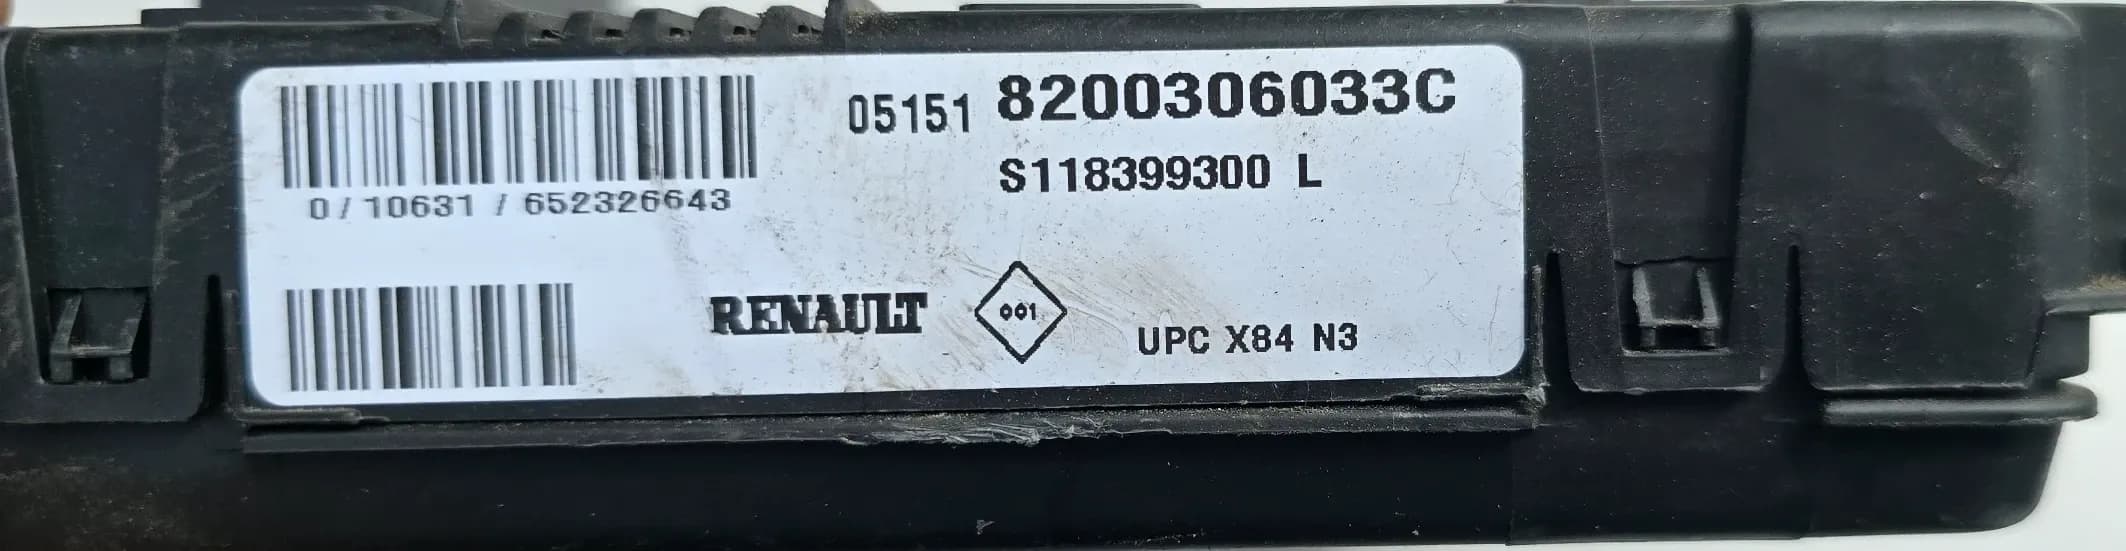 05151 8200306033C
S118399300 L
0/10631 / 652326643
RENAULT
001
UPC X84 N3